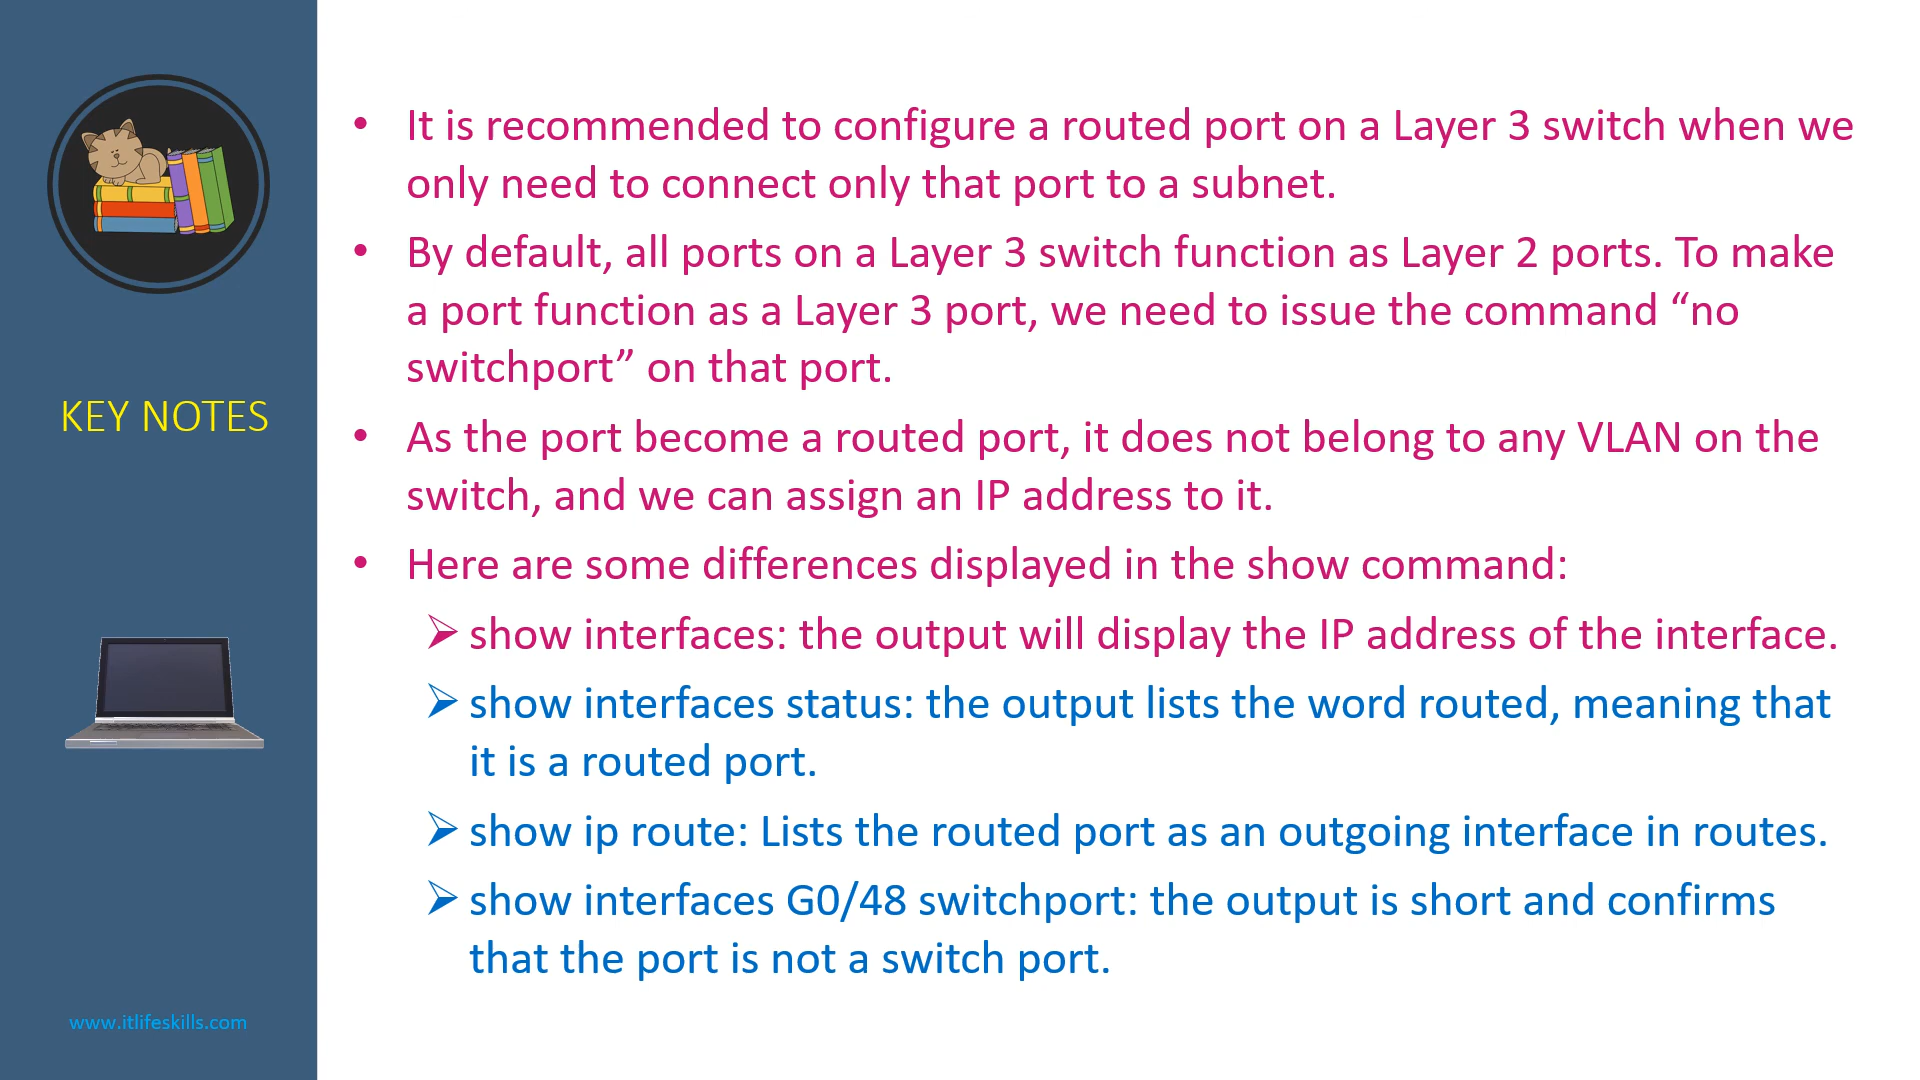 KEY NOTES
www.itlifeskills.com
• It is recommended to configure a routed port on a Layer 3 switch when we
only need to connect only that port to a subnet.
• By default, all ports on a Layer 3 switch function as Layer 2 ports. To make
a port function as a Layer 3 port, we need to issue the command “no
switchport” on that port.
• As the port become a routed port, it does not belong to any VLAN on the
switch, and we can assign an IP address to it.
• Here are some differences displayed in the show command:
➢ show interfaces: the output will display the IP address of the interface.
➢ show interfaces status: the output lists the word routed, meaning that
it is a routed port.
➢ show ip route: Lists the routed port as an outgoing interface in routes.
➢ show interfaces G0/48 switchport: the output is short and confirms
that the port is not a switch port.